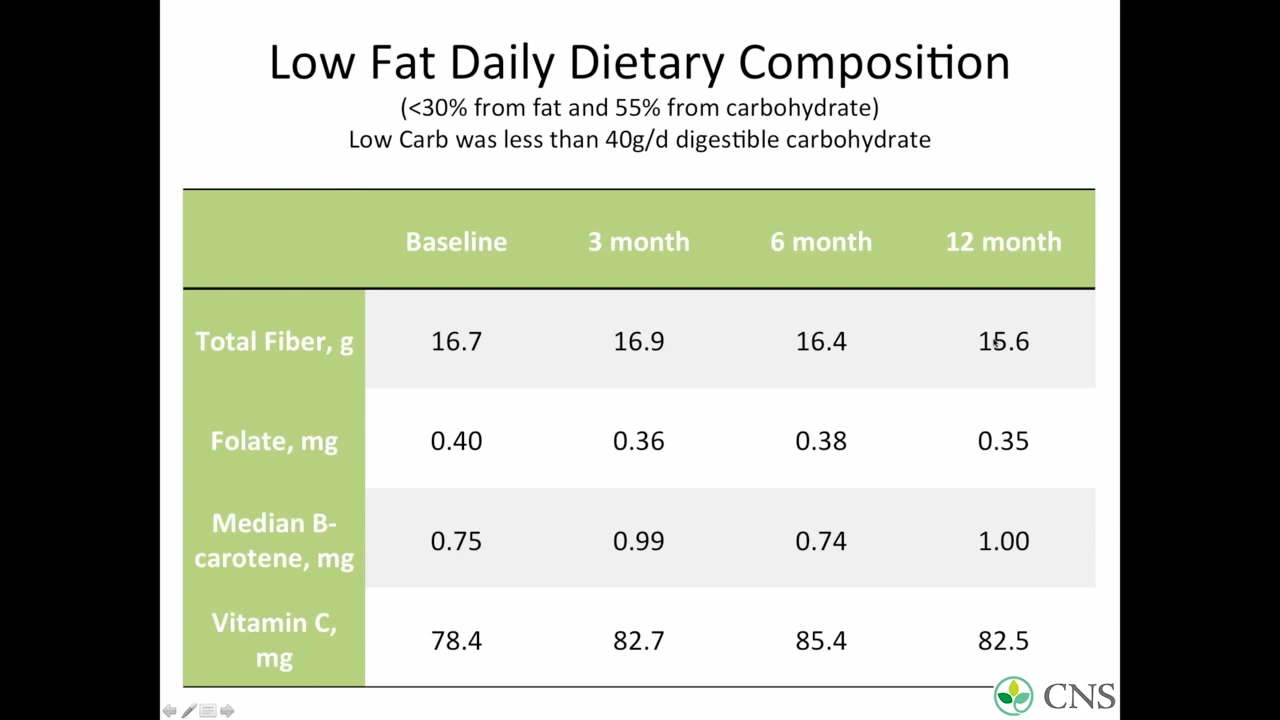 Low Fat Daily Dietary Composition
(<30% from fat and 55% from carbohydrate)
Low Carb was less than 40g/d digestible carbohydrate
Baseline 3 month 6 month 12 month
Total Fiber, g 16.7 16.9 16.4 15.6
Folate, mg 0.40 0.36 0.38 0.35
Median B-
carotene, mg 0.75 0.99 0.74 1.00
Vitamin C,
mg 78.4 82.7 85.4 82.5
CNS